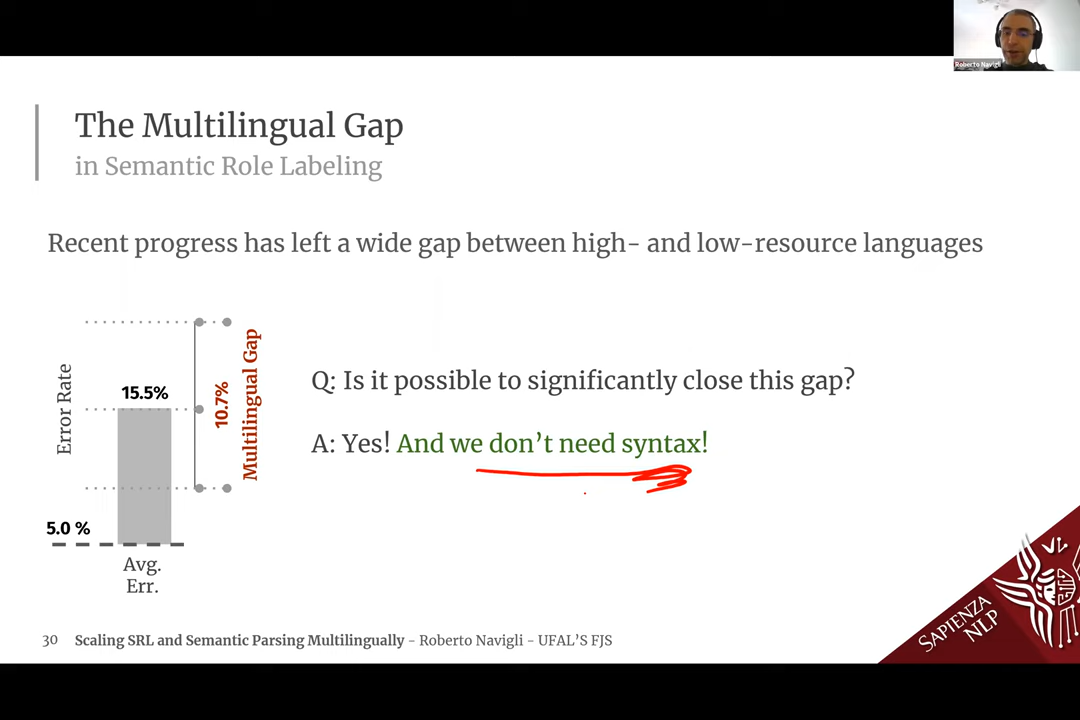 Roberto Navigli
The Multilingual Gap
in Semantic Role Labeling
Recent progress has left a wide gap between high- and low-resource languages
Error Rate
15.5%
10.7%
Multilingual Gap
5.0 %
Avg.
Err.
Q: Is it possible to significantly close this gap?
A: Yes! And we don't need syntax!
30 Scaling SRL and Semantic Parsing Multilingually - Roberto Navigli - UFAL'S FJS
SAPIENZA
NLP